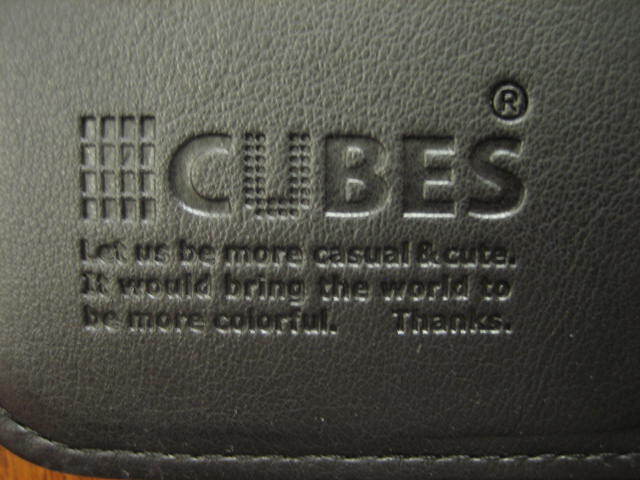 CUBES®
Let us be more casual & cute.
It would bring the world to
be more colorful. Thanks.